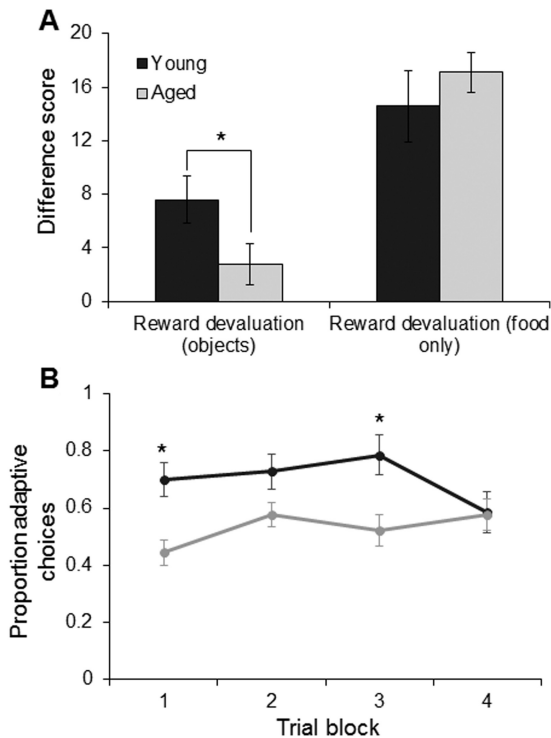 A
Difference score
20
16
12
8
4
0
Young
Aged
*
Reward devaluation
(objects)
Reward devaluation (food
only)
B
Proportion adaptive
choices
1
0.8
0.6
0.4
0.2
0
*
*
1 2 3 4
Trial block